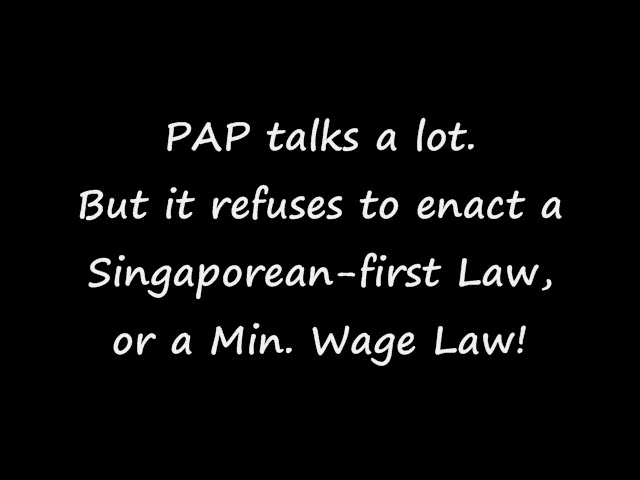 PAP talks a lot.
But it refuses to enact a
Singaporean-first Law,
or a Min. Wage Law!